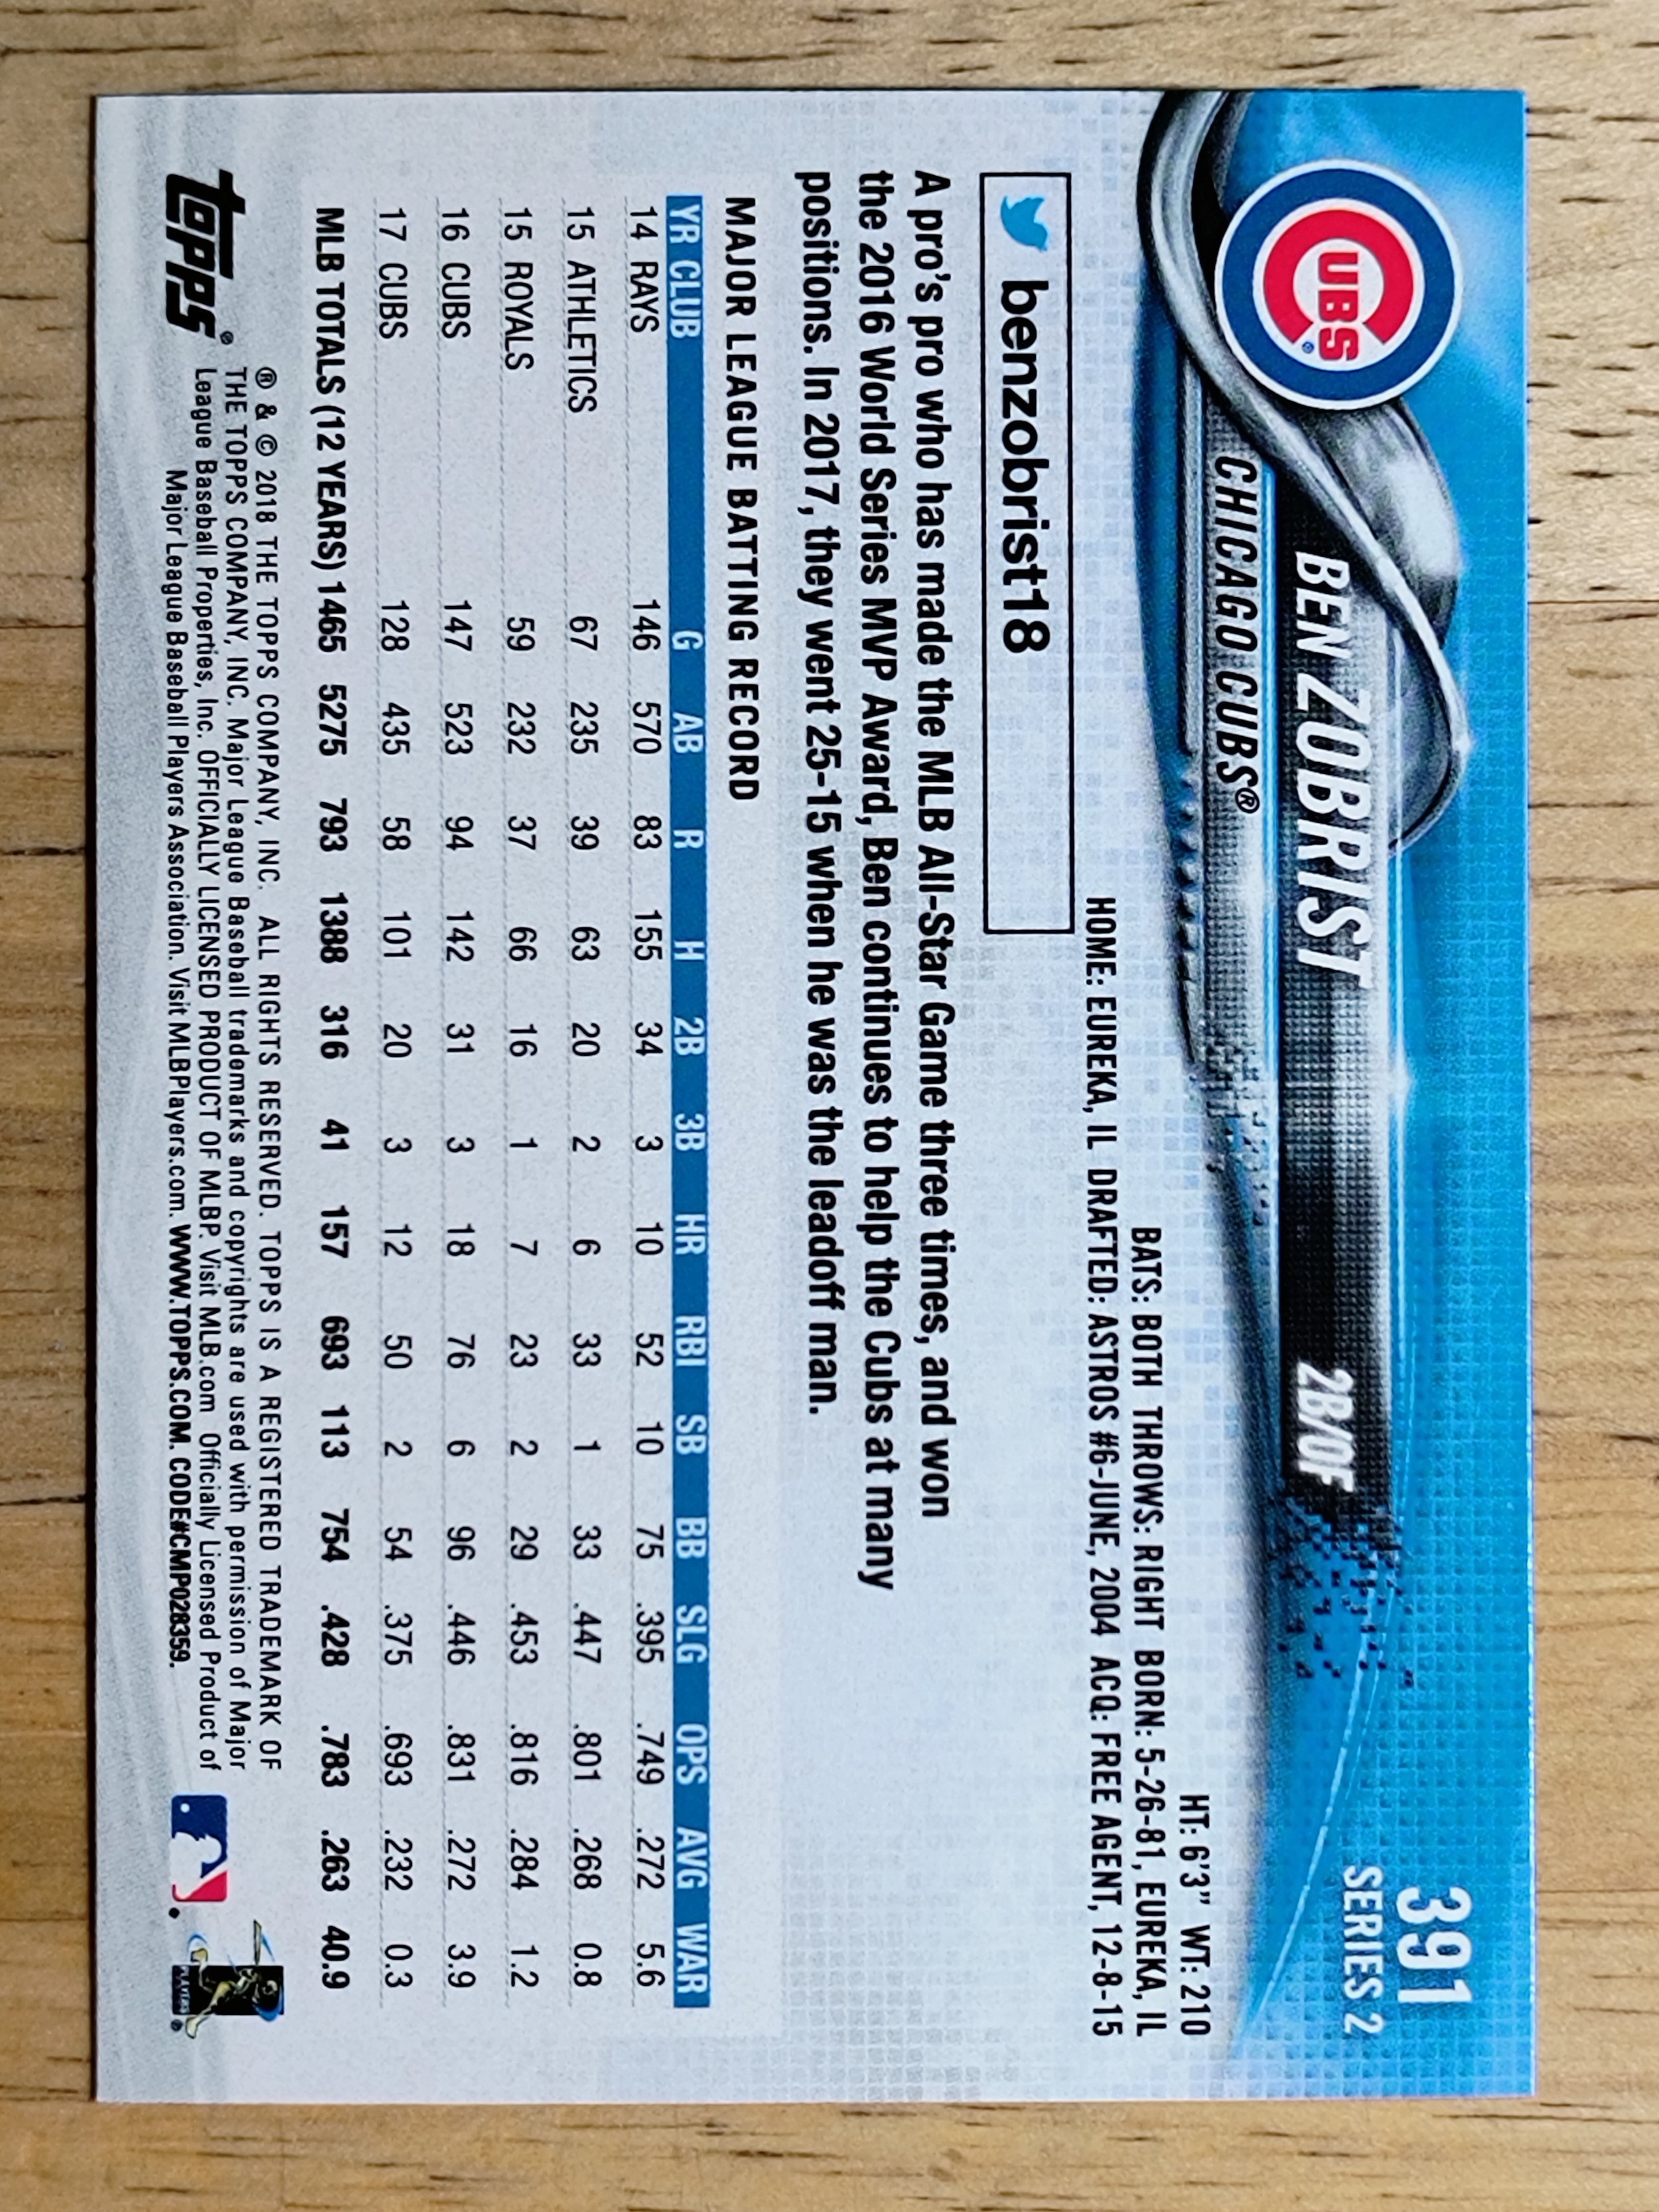 391
SERIES 2
CUBS®
BEN ZOBRIST 2B/OF
CHICAGO CUBS®
HT: 6'3" WT: 210
BATS: BOTH THROWS: RIGHT BORN: 5-26-81, EUREKA, IL
HOME: EUREKA, IL DRAFTED: ASTROS #6-JUNE, 2004 ACQ: FREE AGENT, 12-8-15
benzobrist18
A pro's pro who has made the MLB All-Star Game three times, and won
the 2016 World Series MVP Award, Ben continues to help the Cubs at many
positions. In 2017, they went 25-15 when he was the leadoff man.
MAJOR LEAGUE BATTING RECORD
YR CLUB G AB R H 2B 3B HR RBI SB BB SLG OPS AVG WAR
14 RAYS 146 570 83 155 34 3 10 52 10 75 .395 .749 .272 5.6
15 ATHLETICS 67 235 39 63 20 2 6 33 1 33 .447 .801 .268 0.8
15 ROYALS 59 232 37 66 16 1 7 23 2 29 .453 .816 .284 1.2
16 CUBS 147 523 94 142 31 3 18 76 6 96 .446 .831 .272 3.9
17 CUBS 128 435 58 101 20 3 12 50 2 54 .375 .693 .232 0.3
MLB TOTALS (12 YEARS) 1465 5275 793 1388 316 41 157 693 113 754 .428 .783 .263 40.9
topps®
® & © 2018 THE TOPPS COMPANY, INC. ALL RIGHTS RESERVED. TOPPS IS A REGISTERED TRADEMARK OF
THE TOPPS COMPANY, INC. Major League Baseball trademarks and copyrights are used with permission of Major
League Baseball Properties, Inc. OFFICIALLY LICENSED PRODUCT OF MLBP. Visit MLB.com Officially Licensed Product of
Major League Baseball Players Association. Visit MLBPlayers.com. WWW.TOPPS.COM. CODE#CMP028359.
PLAYERS